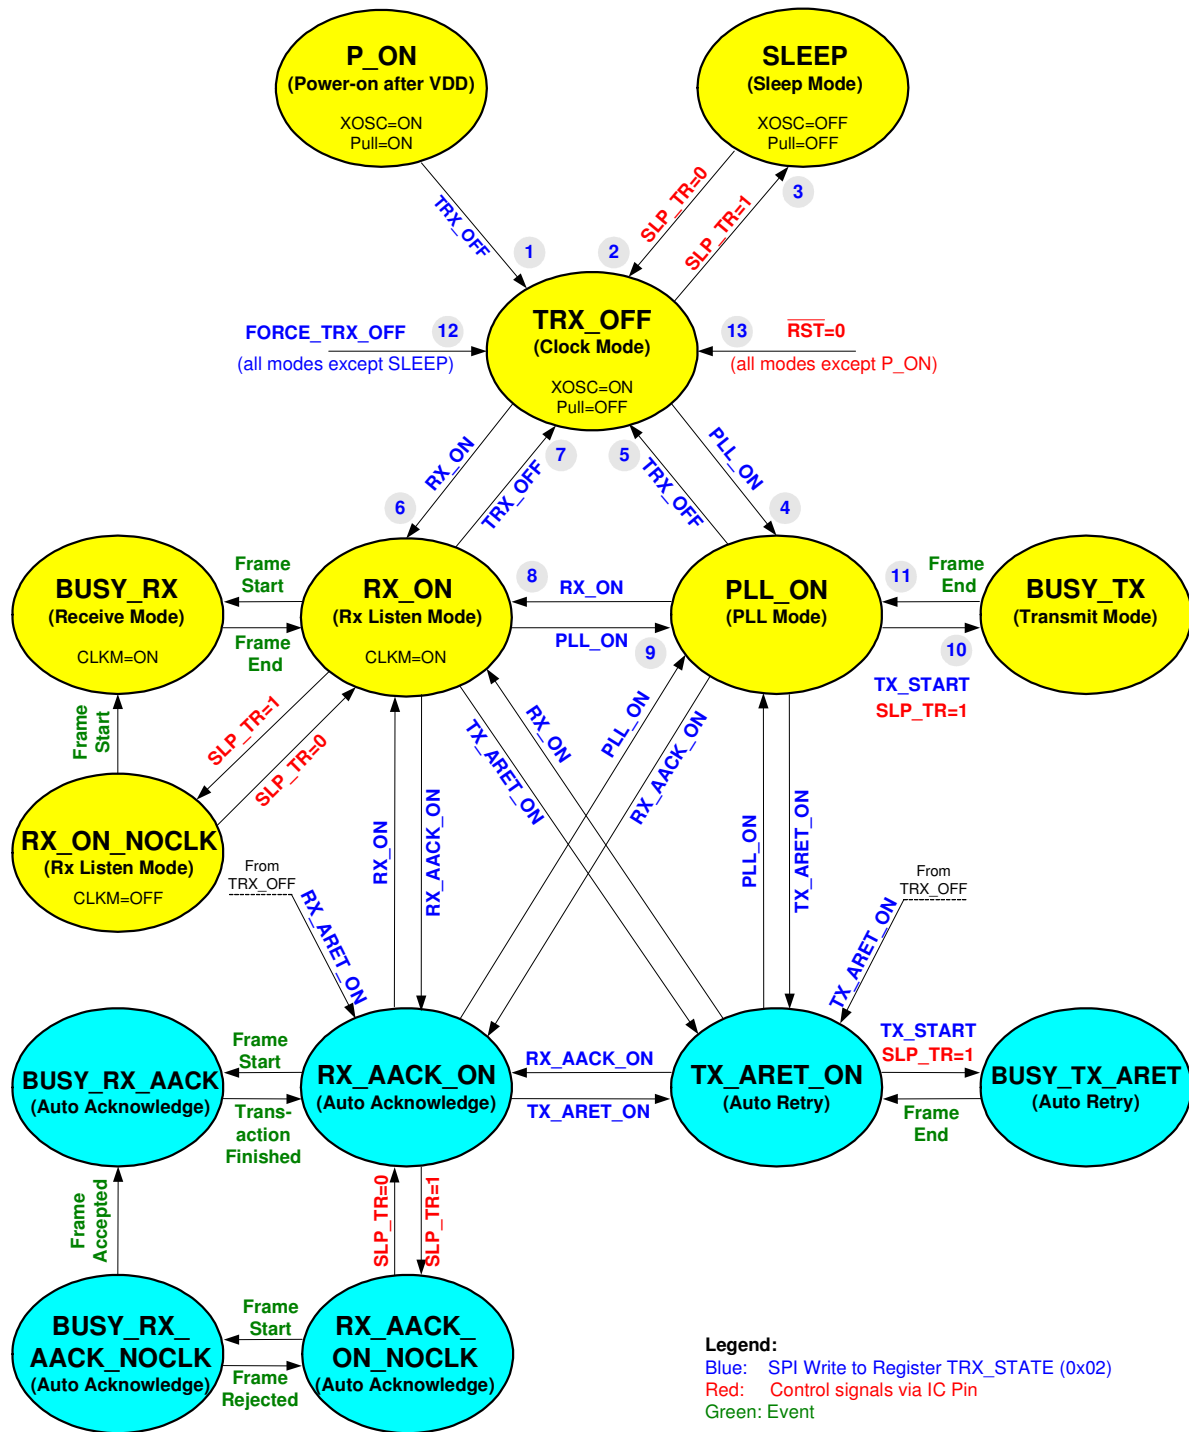 P_ON
(Power-on after VDD)
XOSC=ON
Pull=ON
SLEEP
(Sleep Mode)
XOSC=OFF
Pull=OFF
TRX_OFF
1
2
SLP_TR=0
SLP_TR=1
3
TRX_OFF
(Clock Mode)
XOSC=ON
Pull=OFF
FORCE_TRX_OFF
12
(all modes except SLEEP)
13
RST=0
(all modes except P_ON)
RX_ON
6
7
TRX_OFF
5
TRX_OFF
PLL_ON
4
BUSY_RX
(Receive Mode)
CLKM=ON
Frame
Start
Frame
End
RX_ON
(Rx Listen Mode)
CLKM=ON
8
RX_ON
PLL_ON
9
PLL_ON
(PLL Mode)
11
Frame
End
10
TX_START
SLP_TR=1
BUSY_TX
(Transmit Mode)
Frame
Start
SLP_TR=1
SLP_TR=0
RX_ON_NOCLK
(Rx Listen Mode)
CLKM=OFF
RX_ON
RX_AACK_ON
TX_ARET_ON
RX_ON
PLL_ON
RX_AACK_ON
PLL_ON
TX_ARET_ON
From
TRX_OFF
RX_ARET_ON
From
TRX_OFF
TX_ARET_ON
BUSY_RX_AACK
(Auto Acknowledge)
Frame
Start
Trans-
action
Finished
RX_AACK_ON
(Auto Acknowledge)
RX_AACK_ON
TX_ARET_ON
TX_ARET_ON
(Auto Retry)
TX_START
SLP_TR=1
Frame
End
BUSY_TX_ARET
(Auto Retry)
Frame
Accepted
SLP_TR=0
SLP_TR=1
BUSY_RX_
AACK_NOCLK
(Auto Acknowledge)
Frame
Start
Frame
Rejected
RX_AACK_
ON_NOCLK
(Auto Acknowledge)
Legend:
Blue: SPI Write to Register TRX_STATE (0x02)
Red: Control signals via IC Pin
Green: Event